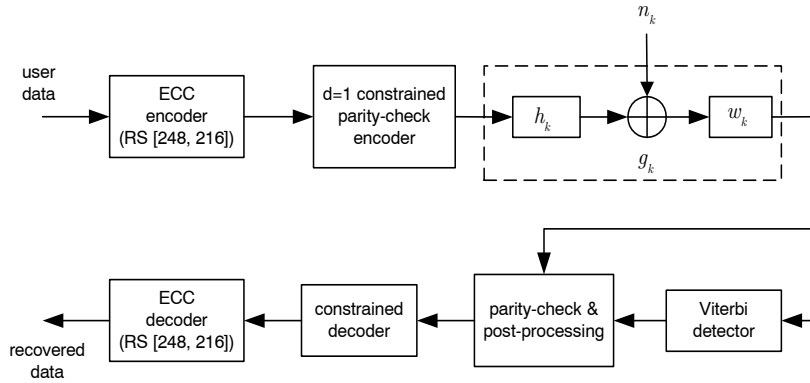 n_k
user
data
ECC
encoder
(RS [248, 216])
d=1 constrained
parity-check
encoder
h_k
w_k
g_k
ECC
decoder
(RS [248, 216])
constrained
decoder
parity-check &
post-processing
Viterbi
detector
recovered
data